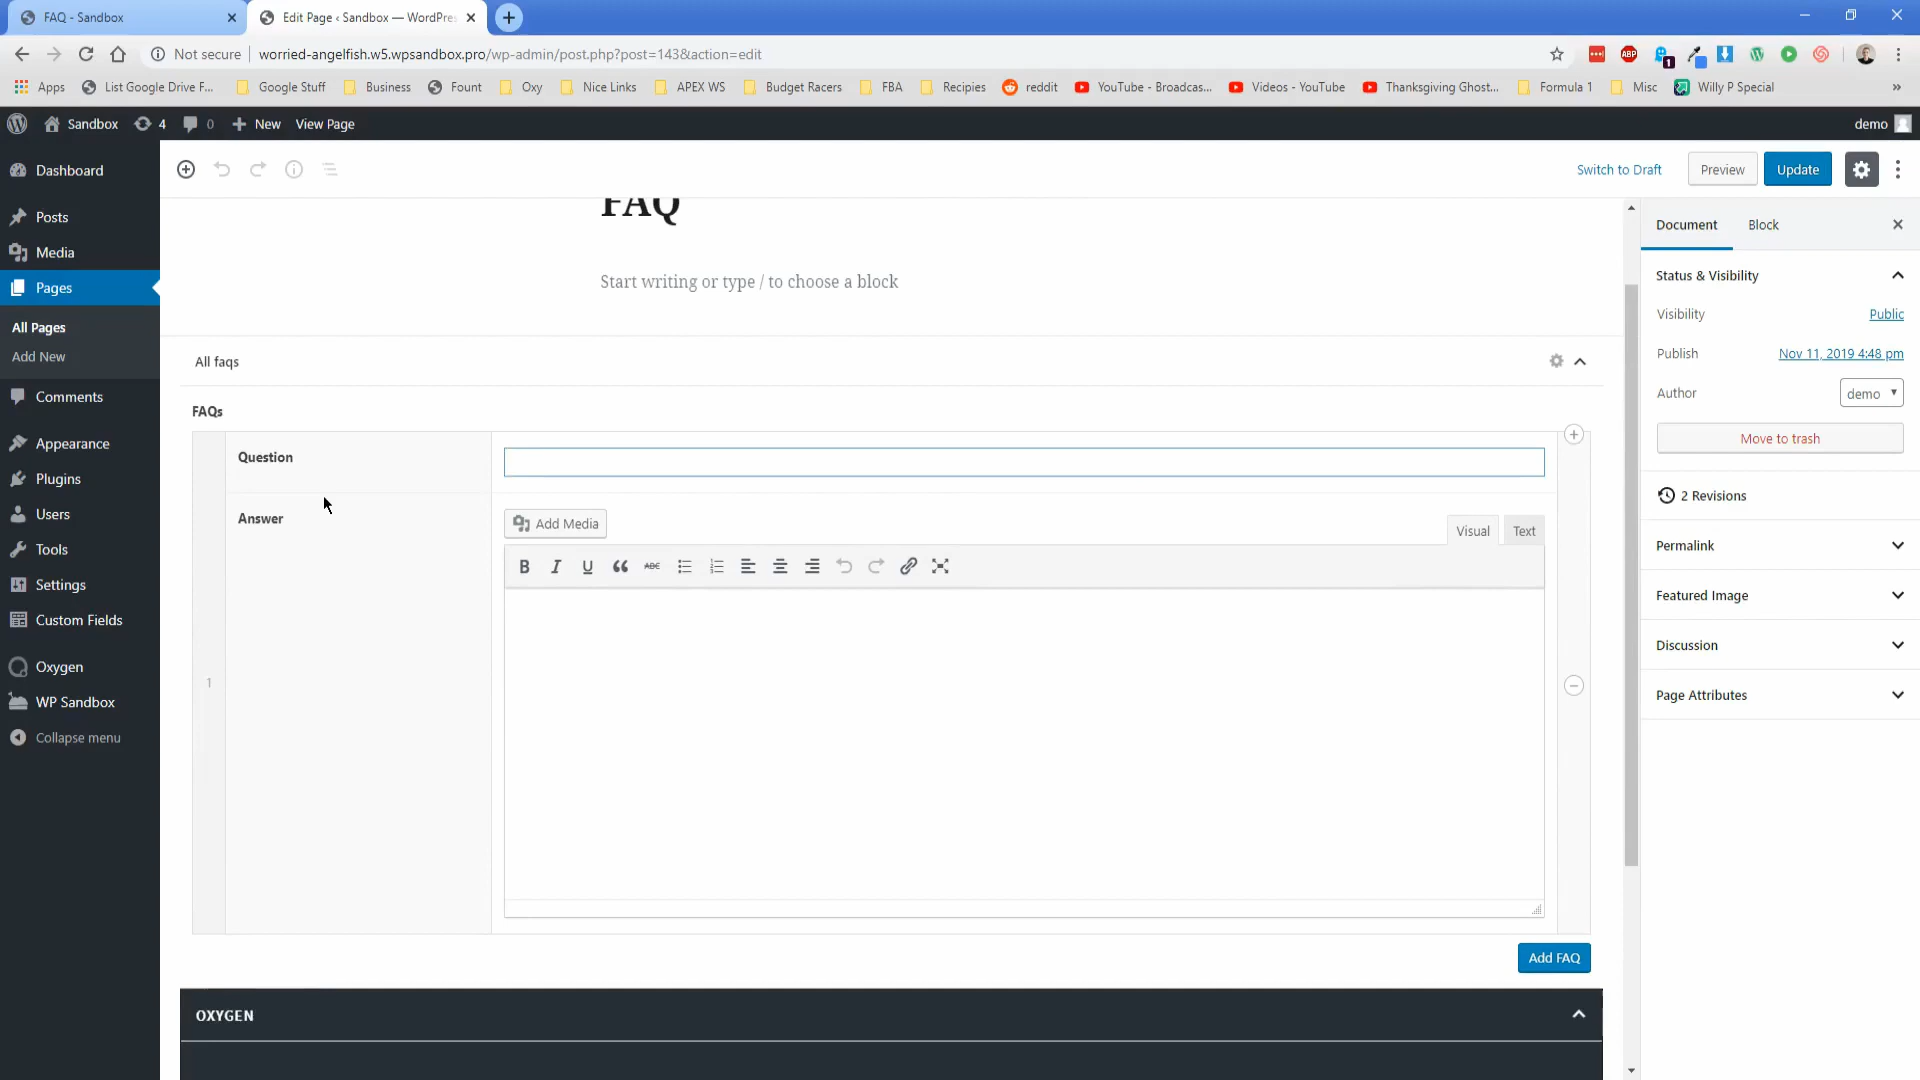 FAQ - Sandbox
Edit Page ‹ Sandbox — WordPres
Not secure
worried-angelfish.w5.wpsandbox.pro/wp-admin/post.php?post=143&action=edit
ABP
1
Apps
List Google Drive F...
Google Stuff
Business
Fount
Oxy
Nice Links
APEX WS
Budget Racers
FBA
Recipies
reddit
YouTube - Broadcas...
Videos - YouTube
Thanksgiving Ghost...
Formula 1
Misc
Willy P Special
»
Sandbox
4
0
New
View Page
demo
Dashboard
Posts
Media
Pages
All Pages
Add New
Comments
Appearance
Plugins
Users
Tools
Settings
Custom Fields
Oxygen
WP Sandbox
Collapse menu
Switch to Draft
Preview
Update
FAQ
Start writing or type / to choose a block
All faqs
FAQs
Question
Answer
Add Media
Visual
Text
B
I
U
ABC
1
Add FAQ
OXYGEN
Document
Block
Status & Visibility
Visibility
Public
Publish
Nov 11, 2019 4:48 pm
Author
demo
Move to trash
2 Revisions
Permalink
Featured Image
Discussion
Page Attributes